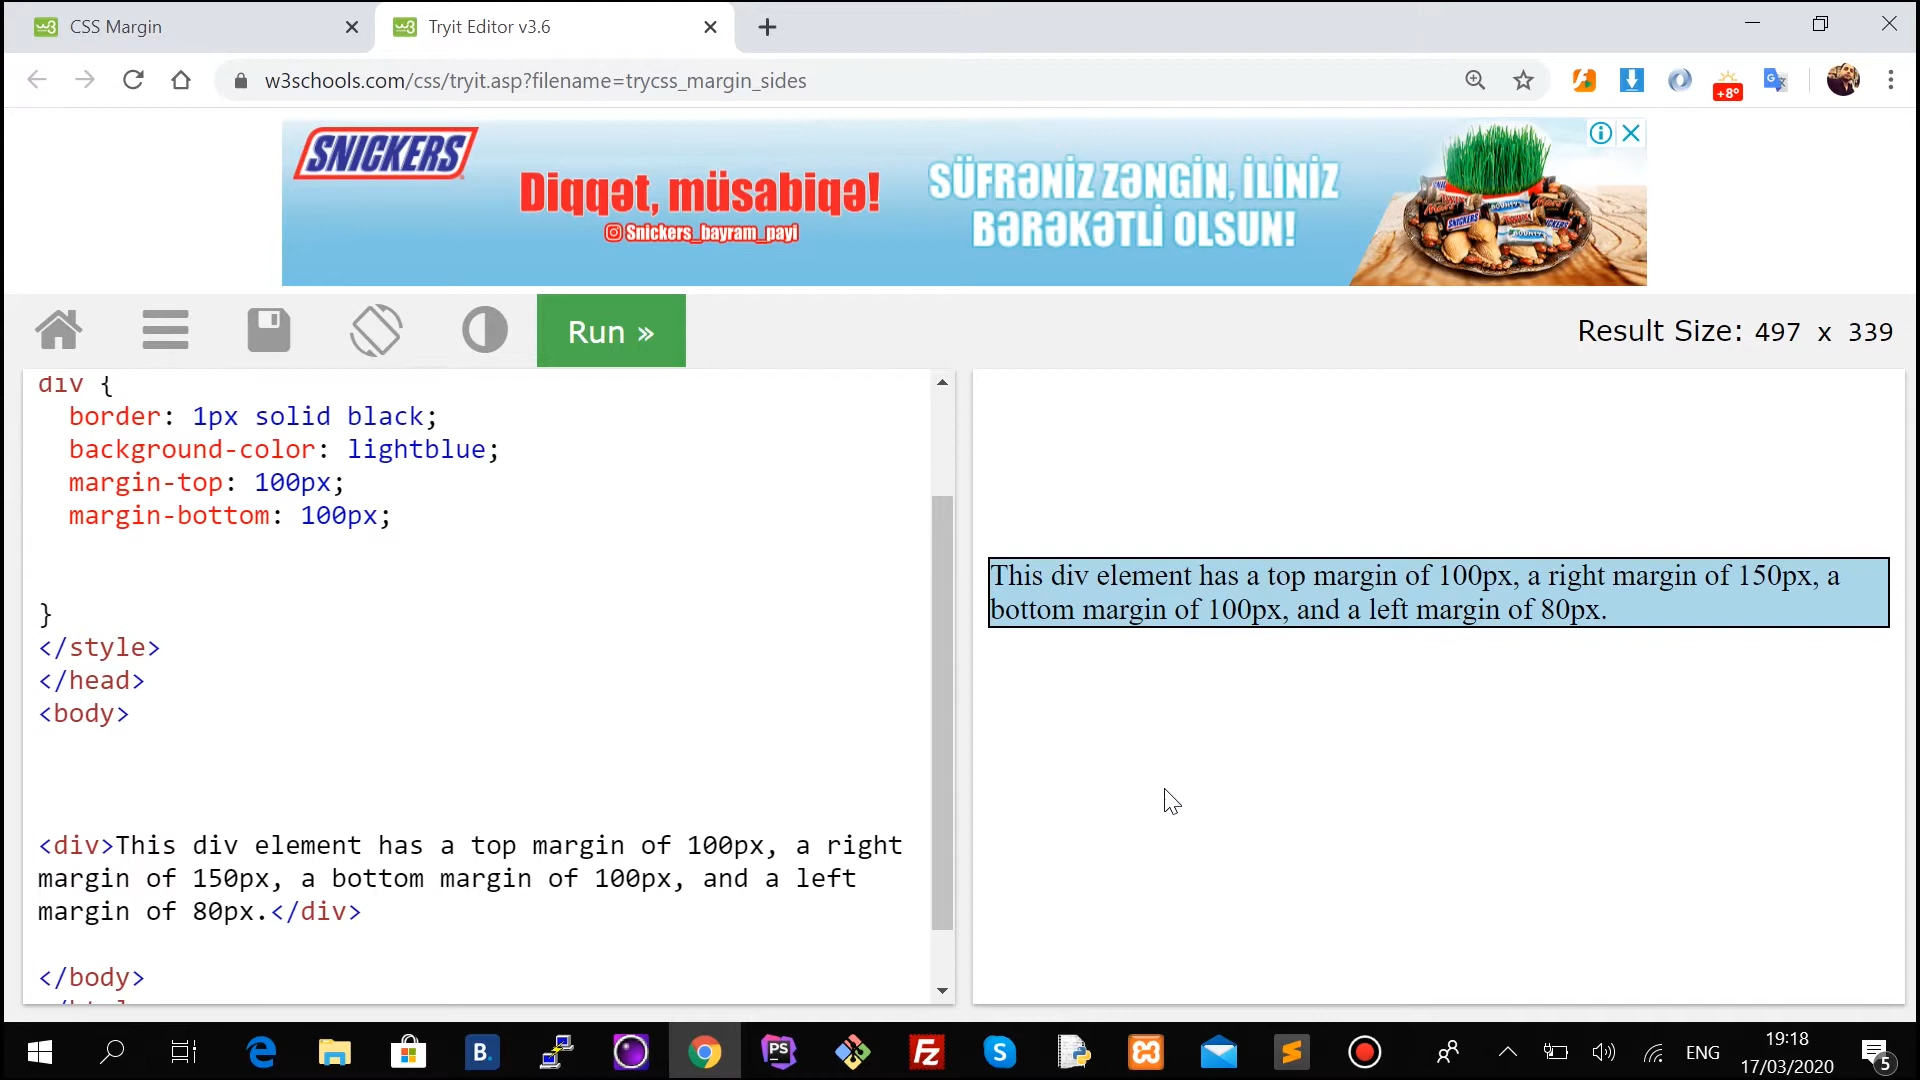 CSS Margin
Tryit Editor v3.6
w3schools.com/css/tryit.asp?filename=trycss_margin_sides
+8°
SNICKERS
Diqqət, müsabiqə!
Snickers_bayram_payi
SÜFRƏNİZ ZƏNGİN, İLİNİZ
BƏRƏKƏTLİ OLSUN!
Run »
Result Size: 497 x 339
div {
border: 1px solid black;
background-color: lightblue;
margin-top: 100px;
margin-bottom: 100px;
}
</style>
</head>
<body>
<div>This div element has a top margin of 100px, a right
margin of 150px, a bottom margin of 100px, and a left
margin of 80px.</div>
</body>
This div element has a top margin of 100px, a right margin of 150px, a
bottom margin of 100px, and a left margin of 80px.
ENG
19:18
17/03/2020
5